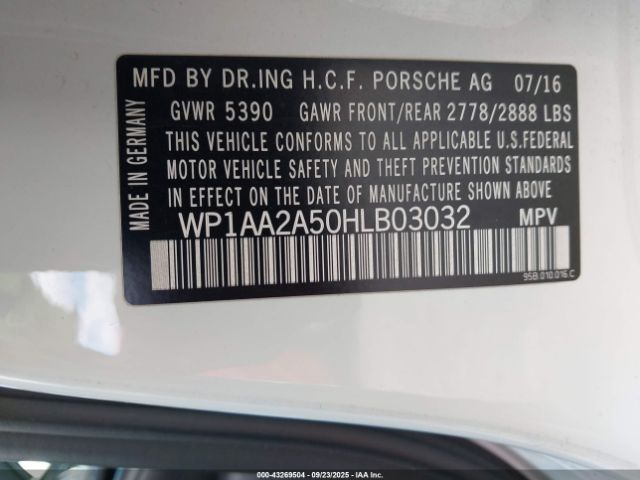 MADE IN GERMANY
MFD BY DR.ING H.C.F. PORSCHE AG 07/16
GVWR 5390 GAWR FRONT/REAR 2778/2888 LBS
THIS VEHICLE CONFORMS TO ALL APPLICABLE U.S.FEDERAL
MOTOR VEHICLE SAFETY AND THEFT PREVENTION STANDARDS
IN EFFECT ON THE DATE OF MANUFACTURE SHOWN ABOVE
WP1AA2A50HLB03032 MPV
95B.010.016.C
000-43269504 - 09/23/2025 - IAAI.COM